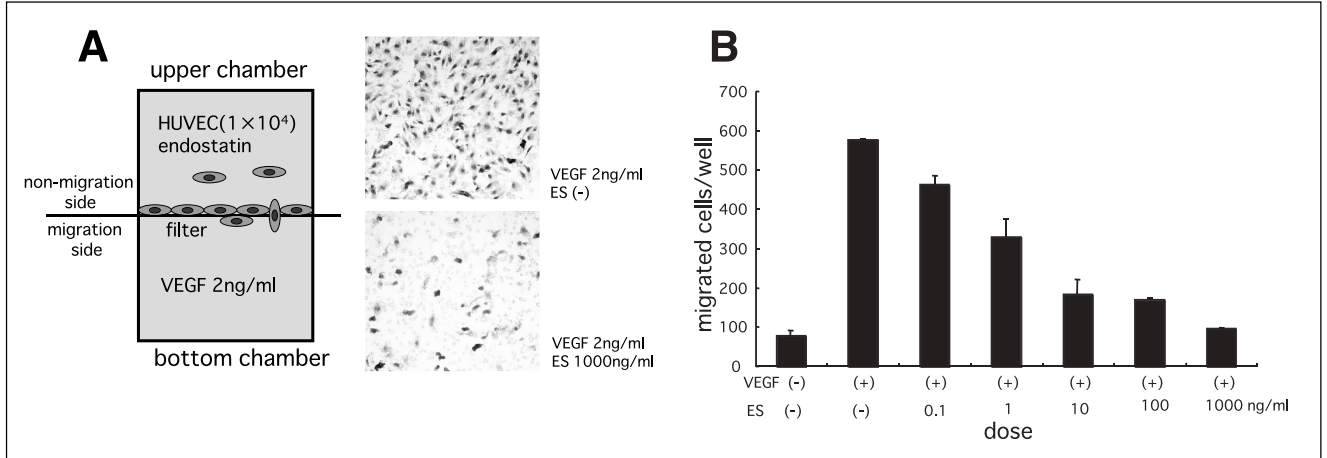 A
upper chamber
HUVEC(1×10⁴)
endostatin
non-migration
side
migration
side
filter
VEGF 2ng/ml
bottom chamber
VEGF 2ng/ml
ES (-)
VEGF 2ng/ml
ES 1000ng/ml
B
migrated cells/well
700
600
500
400
300
200
100
0
VEGF (-) (+) (+) (+) (+) (+) (+)
ES (-) (-) 0.1 1 10 100 1000 ng/ml
dose